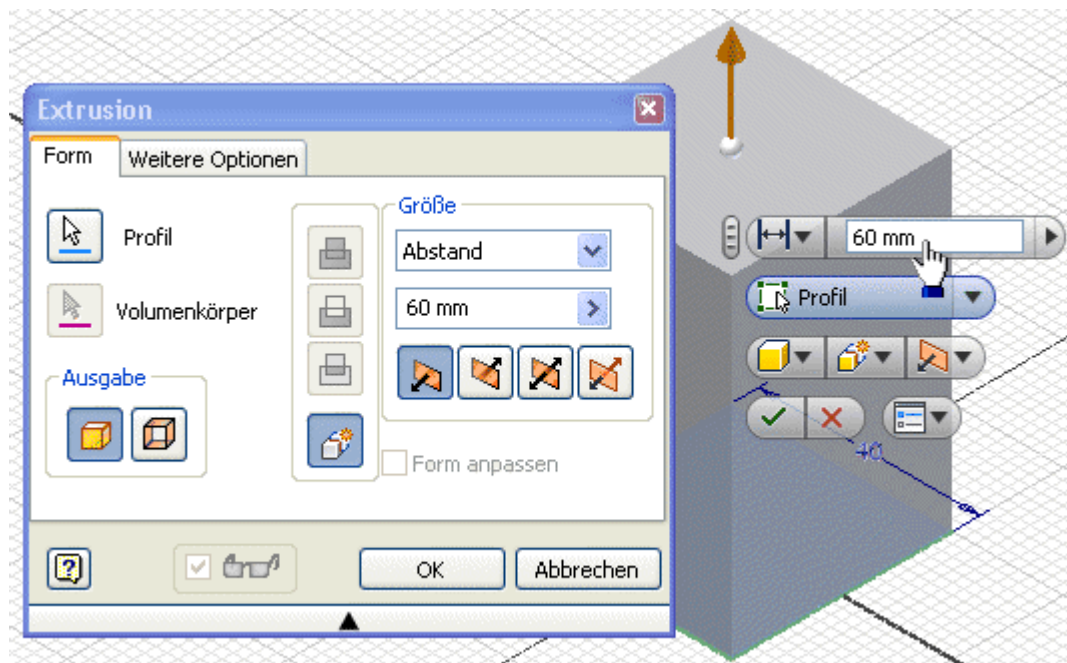 Extrusion
Form
Weitere Optionen
Profil
Volumenkörper
Ausgabe
Größe
Abstand
60 mm
Form anpassen
OK
Abbrechen
60 mm
Profil
40